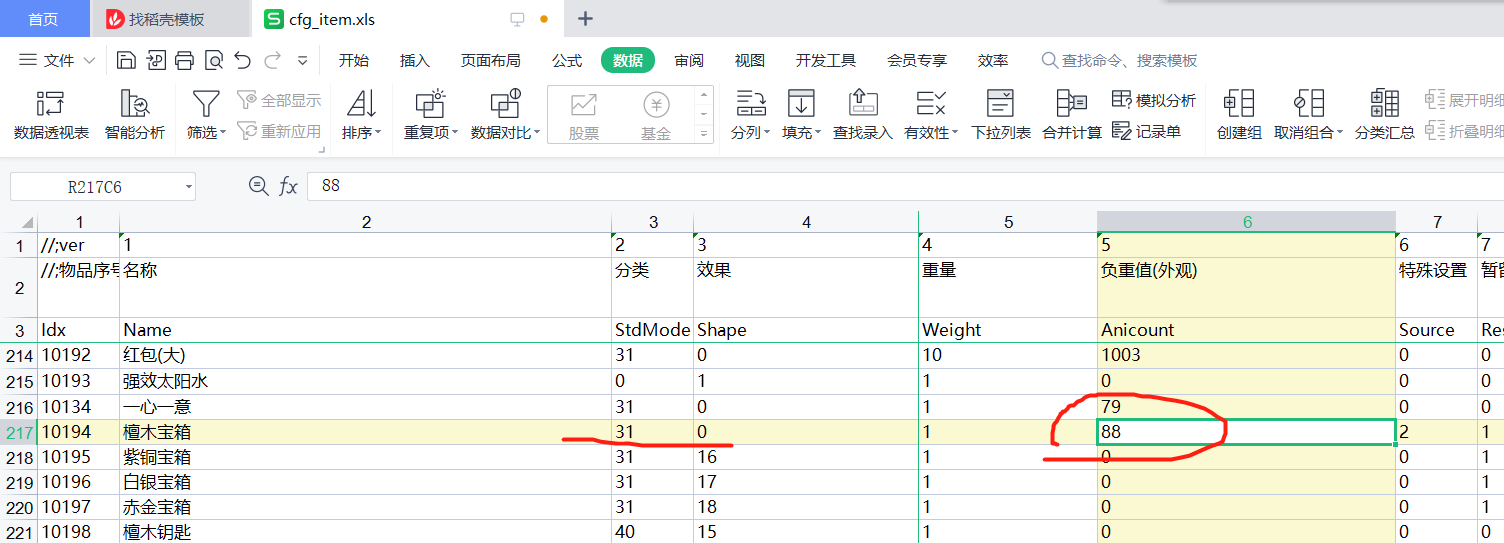 首页 找稻壳模板 cfg_item.xls
文件 开始 插入 页面布局 公式 数据 审阅 视图 开发工具 会员专享 效率 查找命令、搜索模板
全部显示 股票 基金 模拟分析 展开明细
数据透视表 智能分析 筛选 重新应用 排序 重复项 数据对比 分列 填充 查找录入 有效性 下拉列表 合并计算 记录单 创建组 取消组合 分类汇总 折叠明细
R217C6 fx 88
1 2 3 4 5 6 7
1 //;ver 1 2 3 4 5 6 7
2 //;物品序号 名称 分类 效果 重量 负重值(外观) 特殊设置 暂留
3 Idx Name StdMode Shape Weight Anicount Source Res
214 10192 红包(大) 31 0 10 1003 0 0
215 10193 强效太阳水 0 1 1 0 0 0
216 10134 一心一意 31 0 1 79 0 0
217 10194 檀木宝箱 31 0 1 88 2 1
218 10195 紫铜宝箱 31 16 1 0 0 1
219 10196 白银宝箱 31 17 1 0 0 1
220 10197 赤金宝箱 31 18 1 0 0 1
221 10198 檀木钥匙 40 15 1 0 0 0